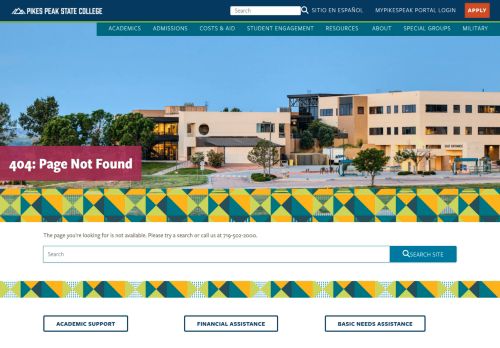 PIKES PEAK STATE COLLEGE
Search
SITIO EN ESPAÑOL
MYPIKESPEAK PORTAL LOGIN
APPLY
ACADEMICS ADMISSIONS COSTS & AID STUDENT ENGAGEMENT RESOURCES ABOUT SPECIAL GROUPS MILITARY
404: Page Not Found
The page you're looking for is not available. Please try a search or call us at 719-502-2000.
Search
SEARCH SITE
ACADEMIC SUPPORT
FINANCIAL ASSISTANCE
BASIC NEEDS ASSISTANCE